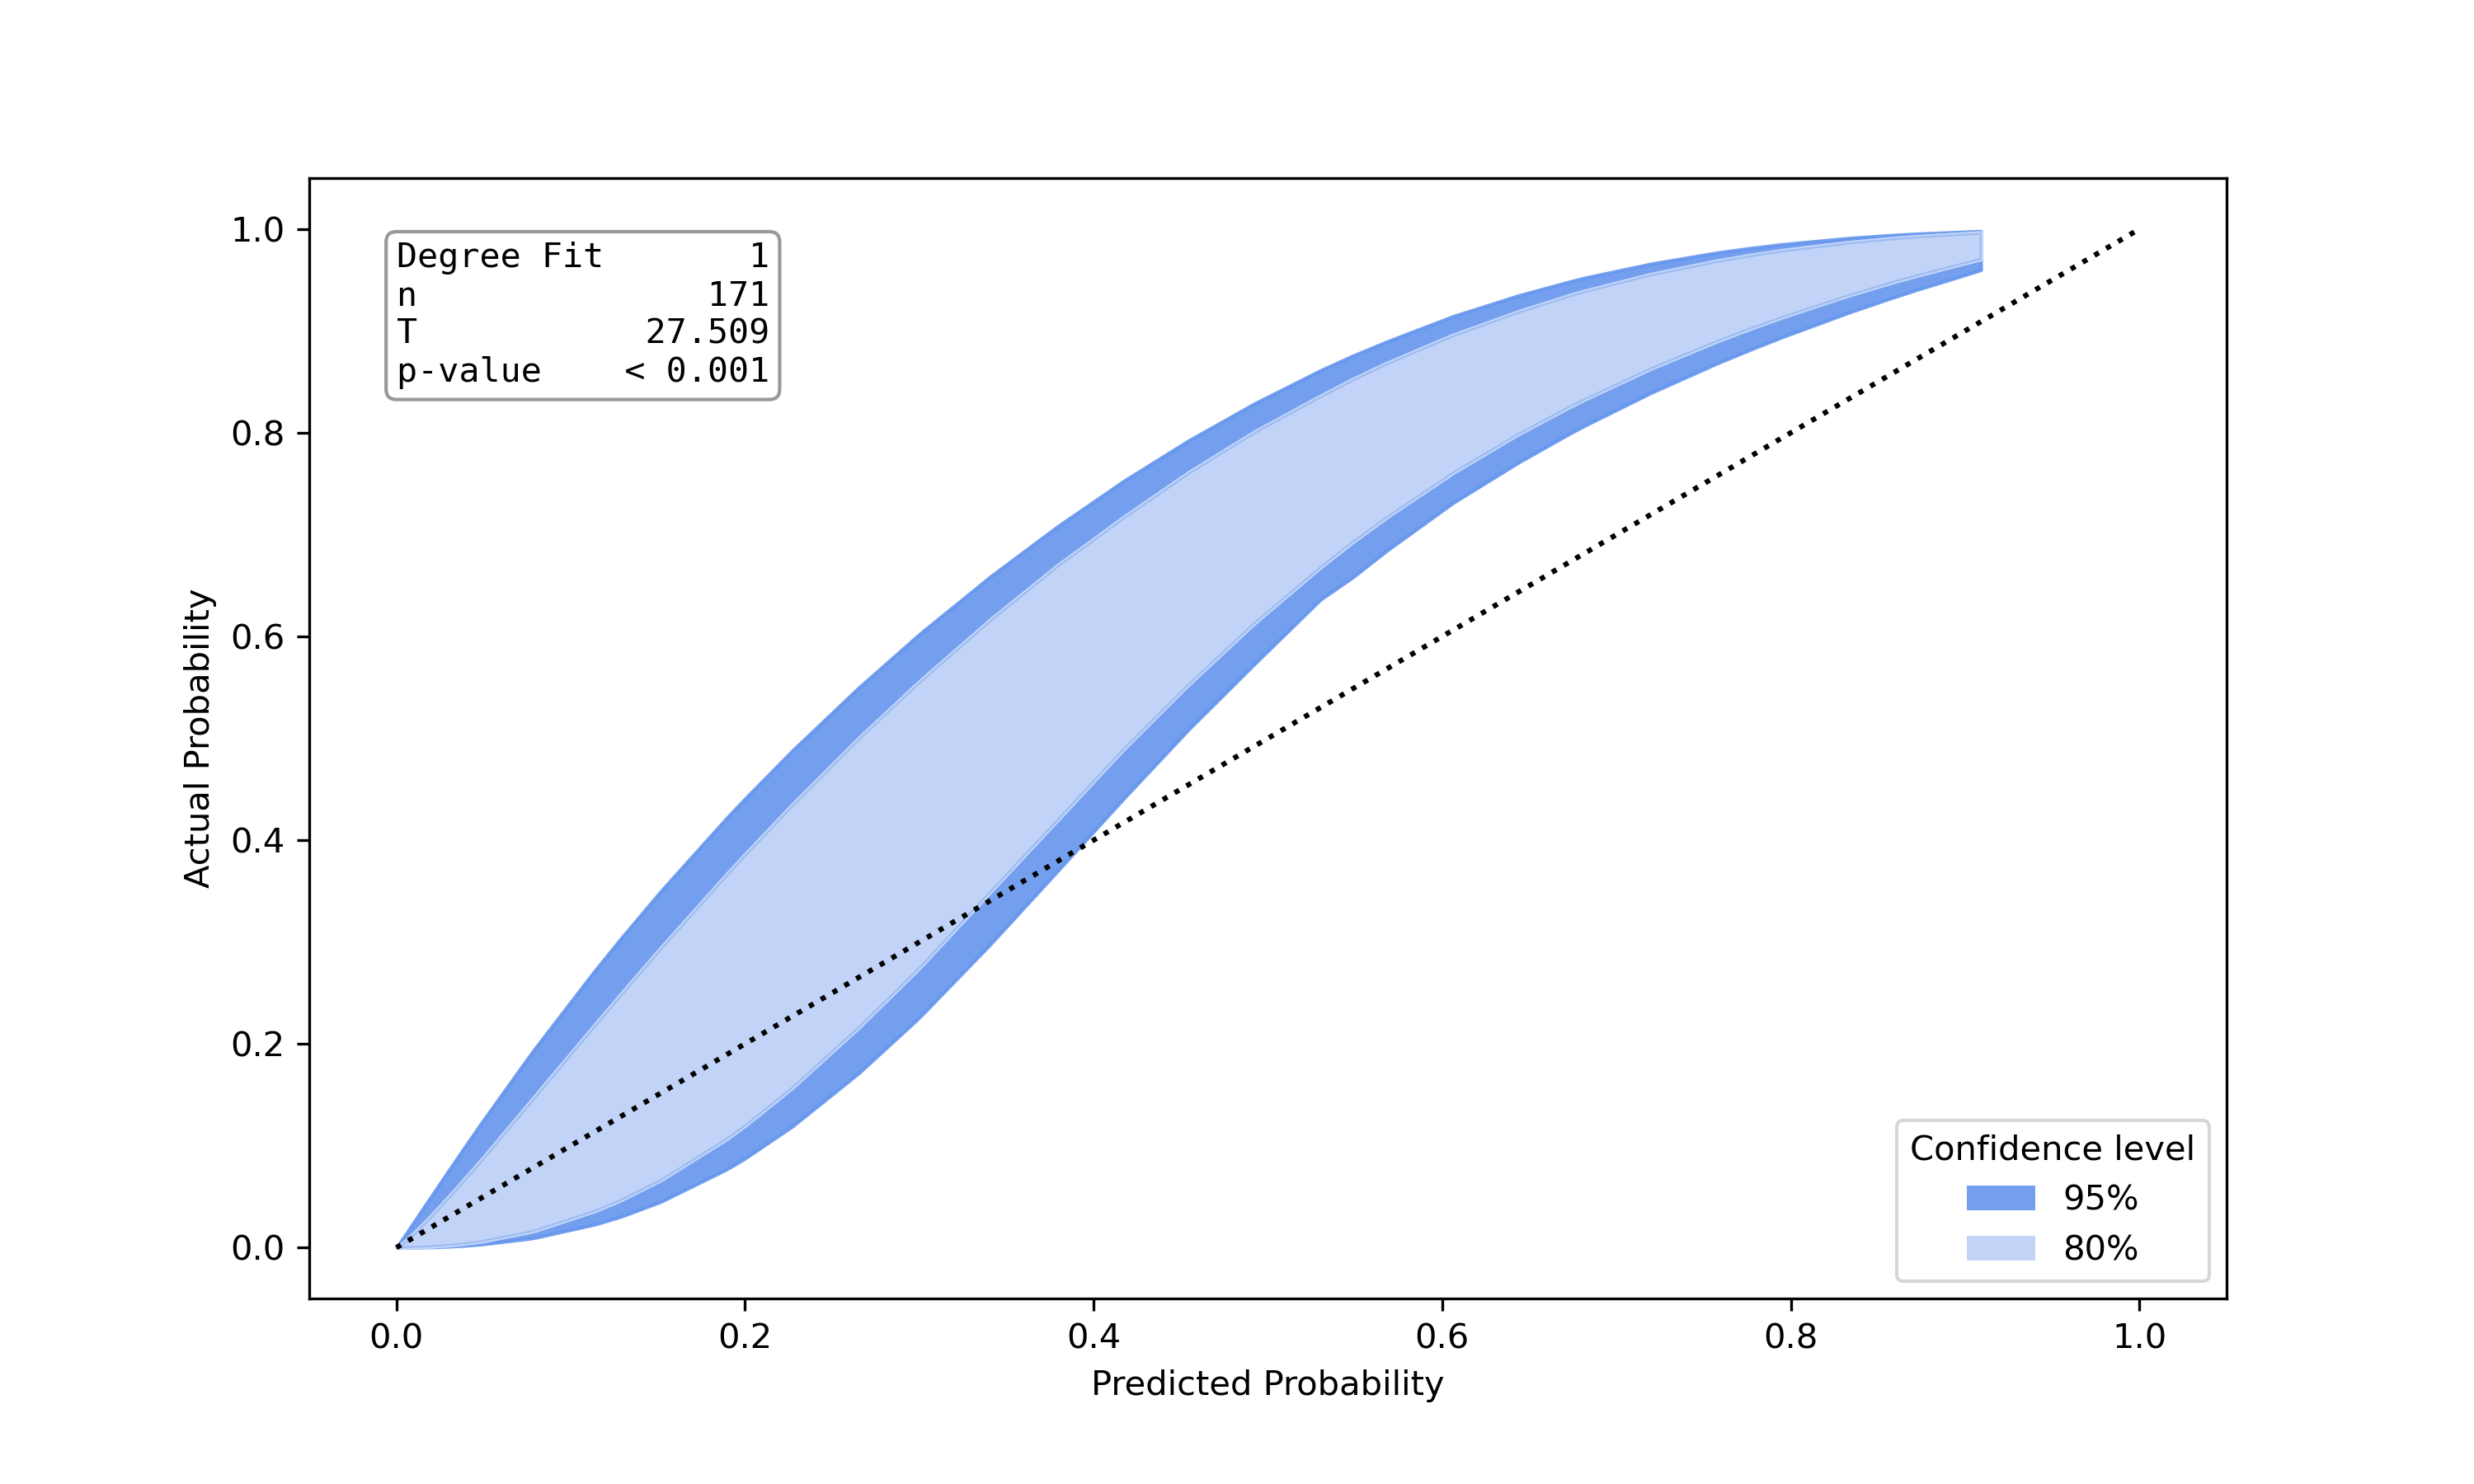 Degree Fit 1
n 171
T 27.509
p-value < 0.001
1.0
0.8
0.6
0.4
0.2
0.0
Actual Probability
0.0 0.2 0.4 0.6 0.8 1.0
Predicted Probability
Confidence level
95%
80%